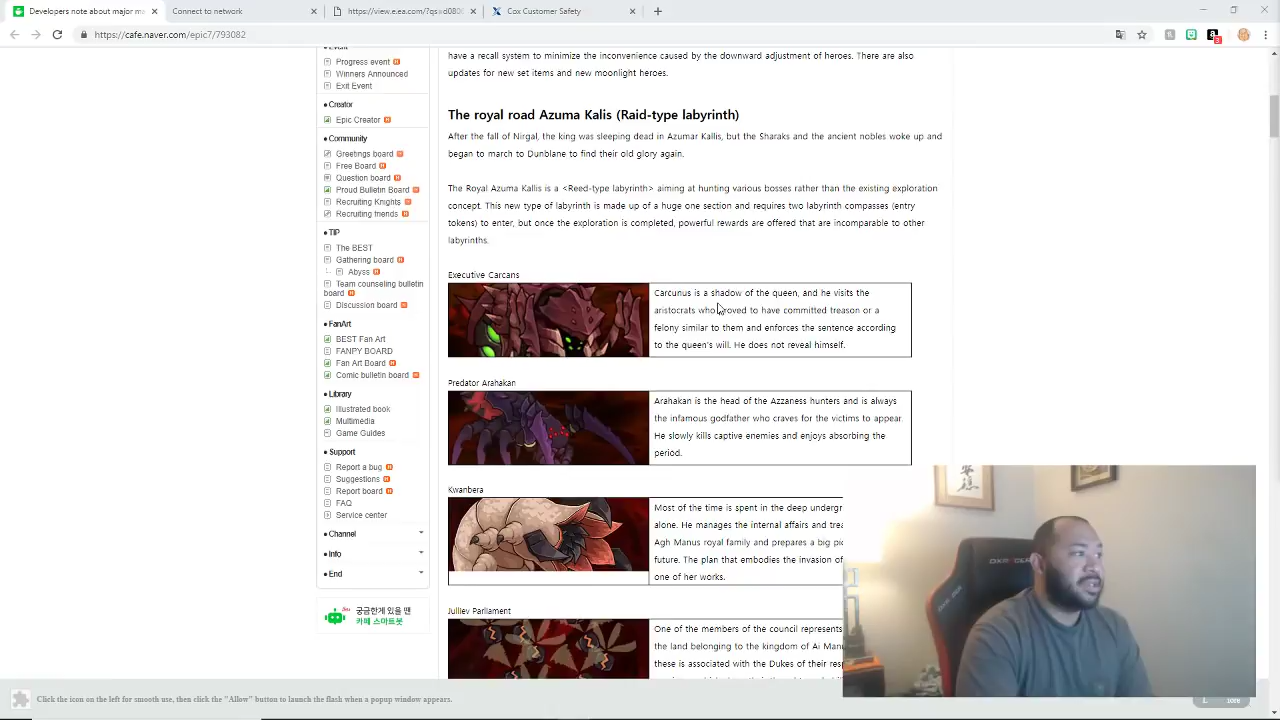 Developers note about major ma
Connect to network
https://view.e.ea.com/?qs=d080
Cox Customer Safety
https://cafe.naver.com/epic7/793082
Event
Progress event
Winners Announced
Exit Event
Creator
Epic Creator
Community
Greetings board
Free Board
Question board
Proud Bulletin Board
Recruiting Knights
Recruiting friends
TIP
The BEST
Gathering board
Abyss
Team counseling bulletin
board
Discussion board
FanArt
BEST Fan Art
FANPY BOARD
Fan Art Board
Comic bulletin board
Library
Illustrated book
Multimedia
Game Guides
Support
Report a bug
Suggestions
Report board
FAQ
Service center
Channel
Info
End
궁금한게 있을 땐
카페 스마트봇
have a recall system to minimize the inconvenience caused by the downward adjustment of heroes. There are also
updates for new set items and new moonlight heroes.
The royal road Azuma Kalis (Raid-type labyrinth)
After the fall of Nirgal, the king was sleeping dead in Azumar Kallis, but the Sharaks and the ancient nobles woke up and
began to march to Dunblane to find their old glory again.
The Royal Azuma Kalis is a <Reed-type labyrinth> aiming at hunting various bosses rather than the existing exploration
concept. This new type of labyrinth is made up of a huge one section and requires two labyrinth compasses (entry
tokens) to enter, but once the exploration is completed, powerful rewards are offered that are incomparable to other
labyrinths.
Executive Carcans
Carcunus is a shadow of the queen, and he visits the
aristocrats who proved to have committed treason or a
felony similar to them and enforces the sentence according
to the queen's will. He does not reveal himself.
Predator Arahakan
Arahakan is the head of the Azzaness hunters and is always
the infamous godfather who craves for the victims to appear.
He slowly kills captive enemies and enjoys absorbing the
period.
Kwanbera
Most of the time is spent in the deep
alone. He manages the internal affairs and
Agh Manus royal family and prepares a big
future. The plan that embodies the invasion of
one of her works.
Julliev Parliament
One of the members of the council represents
the land belonging to the kingdom of Ai
these is associated with the Dukes of their
Click the icon on the left for smooth use, then click the "Allow" button to launch the flash when a popup window appears.